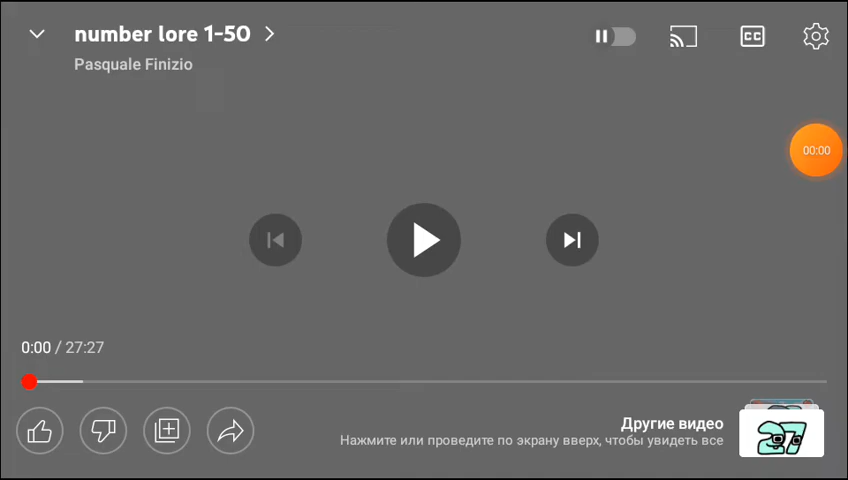 number lore 1-50
Pasquale Finizio
CC
00:00
0:00 / 27:27
Другие видео
Нажмите или проведите по экрану вверх, чтобы увидеть все
27